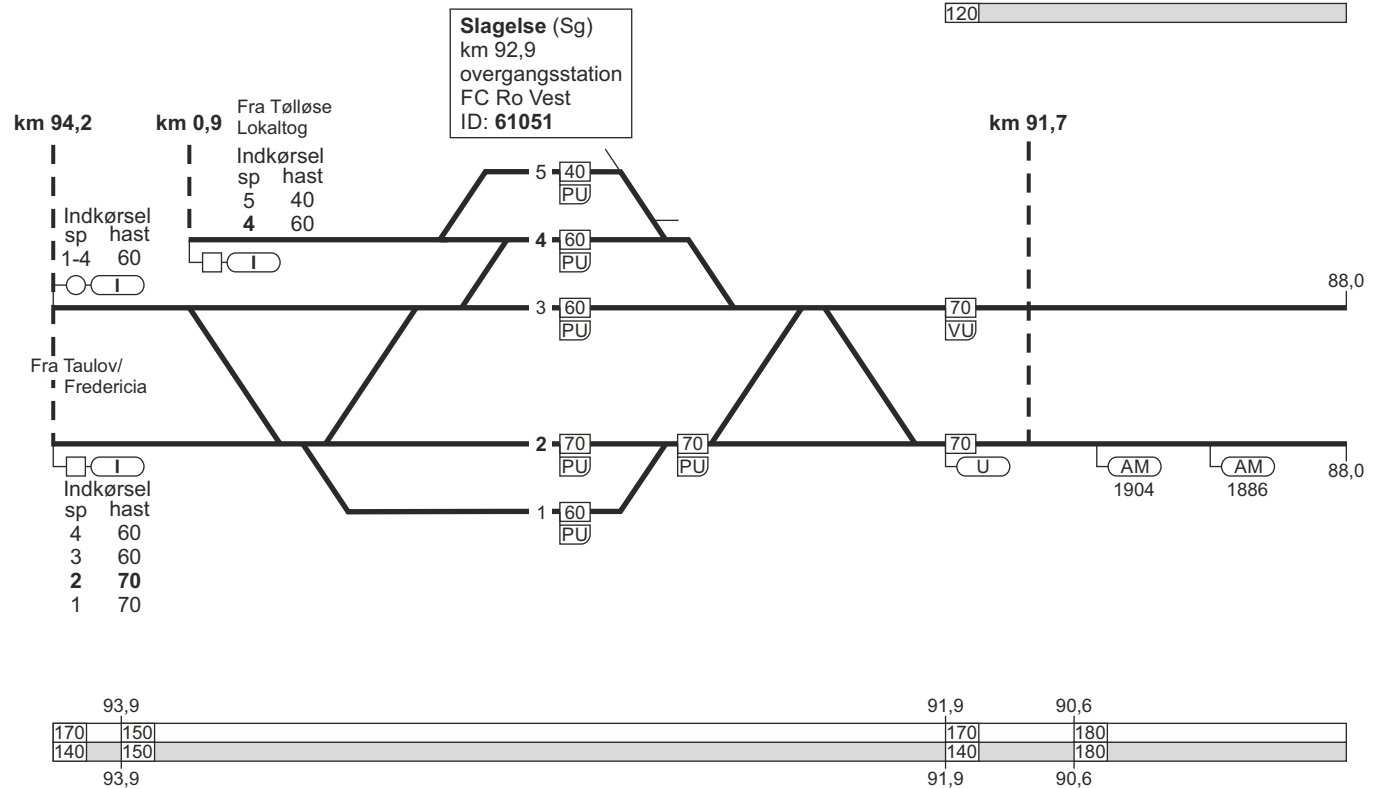 120
Slagelse (Sg)
km 92,9
overgangsstation
FC Ro Vest
ID: 61051
km 94,2
km 0,9
Fra Tølløse
Lokaltog
km 91,7
Indkørsel
sp hast
5 40
4 60
Indkørsel
sp hast
1-4 60
I
I
5 40
PU
4 60
PU
3 60
PU
70
VU
88,0
Fra Taulov/
Fredericia
2 70
PU
70
PU
70
U
AM
1904
AM
1886
88,0
I
Indkørsel
sp hast
4 60
3 60
2 70
1 70
1 60
PU
93,9 91,9 90,6
170 150 170 180
140 150 140 180
93,9 91,9 90,6